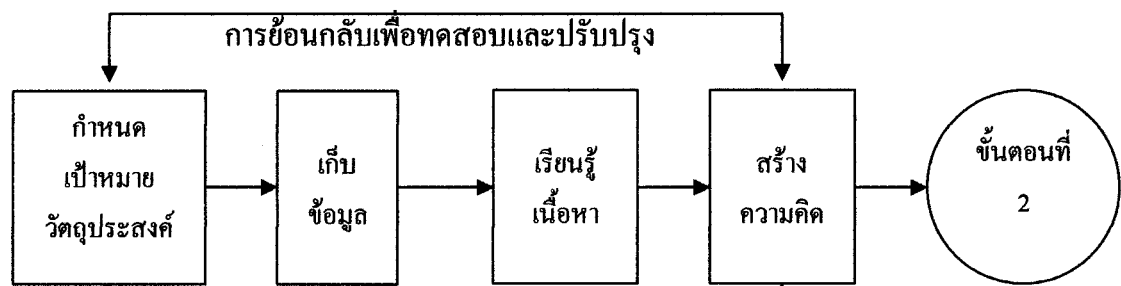 การย้อนกลับเพื่อทดสอบและปรับปรุง
กำหนด
เป้าหมาย
วัตถุประสงค์
เก็บ
ข้อมูล
เรียนรู้
เนื้อหา
สร้าง
ความคิด
ขั้นตอนที่
2